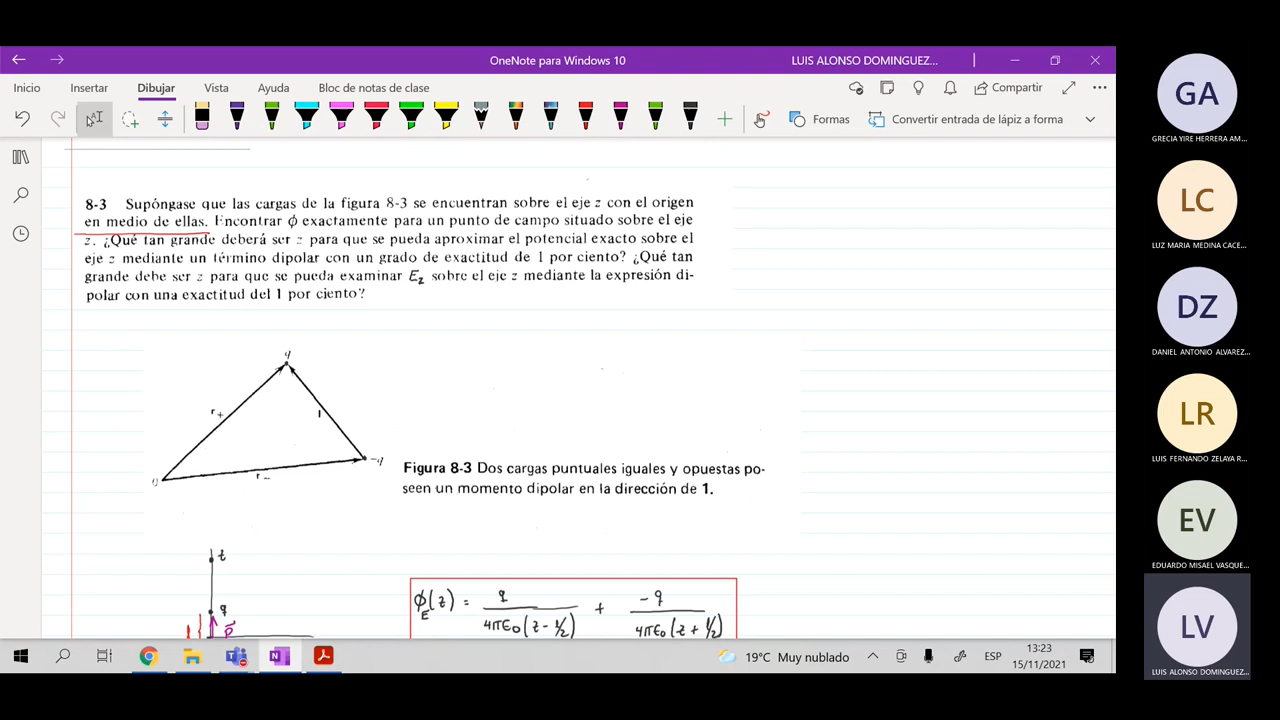 OneNote para Windows 10
LUIS ALONSO DOMINGUEZ...
Inicio
Insertar
Dibujar
Vista
Ayuda
Bloc de notas de clase
Compartir
Formas
Convertir entrada de lápiz a forma
8-3 Supóngase que las cargas de la figura 8-3 se encuentran sobre el eje z con el origen
en medio de ellas. Encontrar ϕ exactamente para un punto de campo situado sobre el eje
z. ¿Qué tan grande deberá ser z para que se pueda aproximar el potencial exacto sobre el
eje z mediante un término dipolar con un grado de exactitud de 1 por ciento? ¿Qué tan
grande debe ser z para que se pueda examinar E_z sobre el eje z mediante la expresión di-
polar con una exactitud del 1 por ciento?
q
r+
l
-q
0
r-
Figura 8-3 Dos cargas puntuales iguales y opuestas po-
seen un momento dipolar en la dirección de l.
z
q
p⃗
ϕ_E(z) = q / 4πε₀(z - l/2) + -q / 4πε₀(z + l/2)
GA
GRECIA YIRE HERRERA AM...
LC
LUZ MARIA MEDINA CACE...
DZ
DANIEL ANTONIO ALVAREZ...
LR
LUIS FERNANDO ZELAYA R...
EV
EDUARDO MISAEL VASQUE...
LV
LUIS ALONSO DOMINGUEZ...
19°C Muy nublado
ESP
13:23
15/11/2021